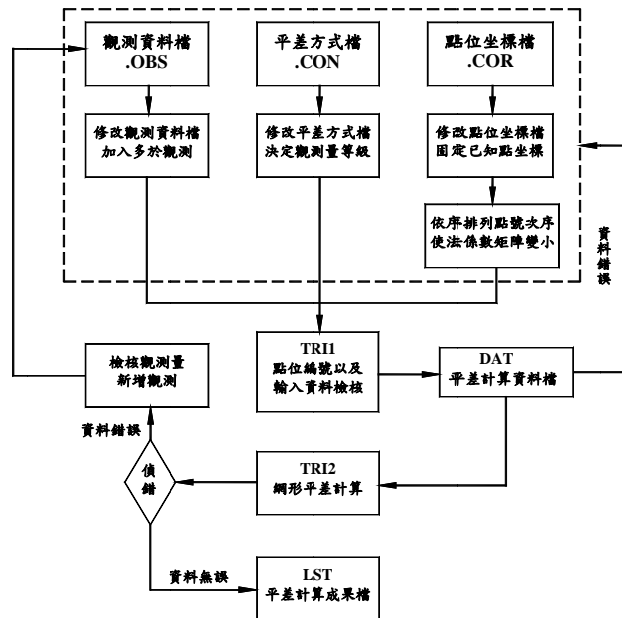 觀測資料檔
.OBS
平差方式檔
.CON
點位坐標檔
.COR
修改觀測資料檔
加入多於觀測
修改平差方式檔
決定觀測量等級
修改點位坐標檔
固定已知點坐標
依序排列點號次序
使法係數矩陣變小
資料錯誤
檢核觀測量
新增觀測
TRI1
點位編號以及
輸入資料檢核
DAT
平差計算資料檔
資料錯誤
偵
錯
TRI2
網形平差計算
資料無誤
LST
平差計算成果檔